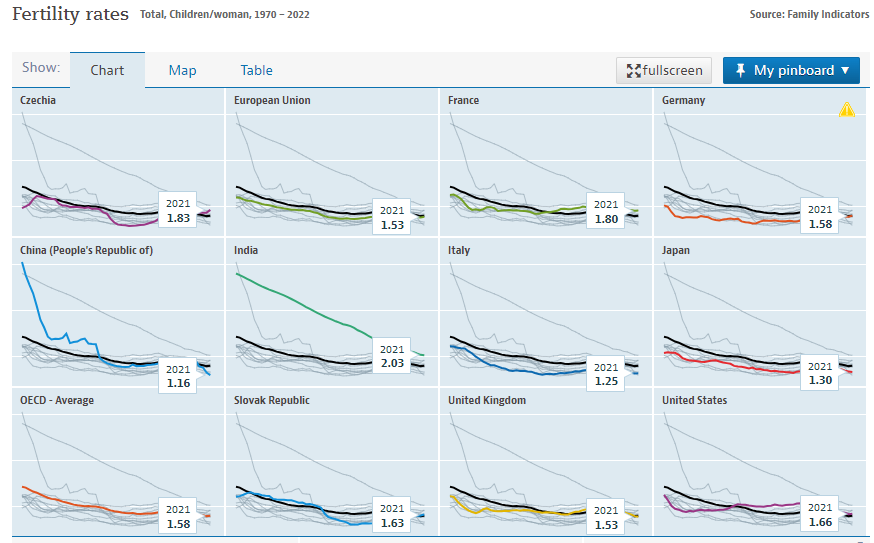 Fertility rates Total, Children/woman, 1970 – 2022 Source: Family Indicators
Show: Chart Map Table fullscreen My pinboard ▼
Czechia European Union France Germany
2021 2021 2021 2021
1.83 1.53 1.80 1.58
China (People's Republic of) India Italy Japan
2021 2021 2021 2021
1.16 2.03 1.25 1.30
OECD - Average Slovak Republic United Kingdom United States
2021 2021 2021 2021
1.58 1.63 1.53 1.66